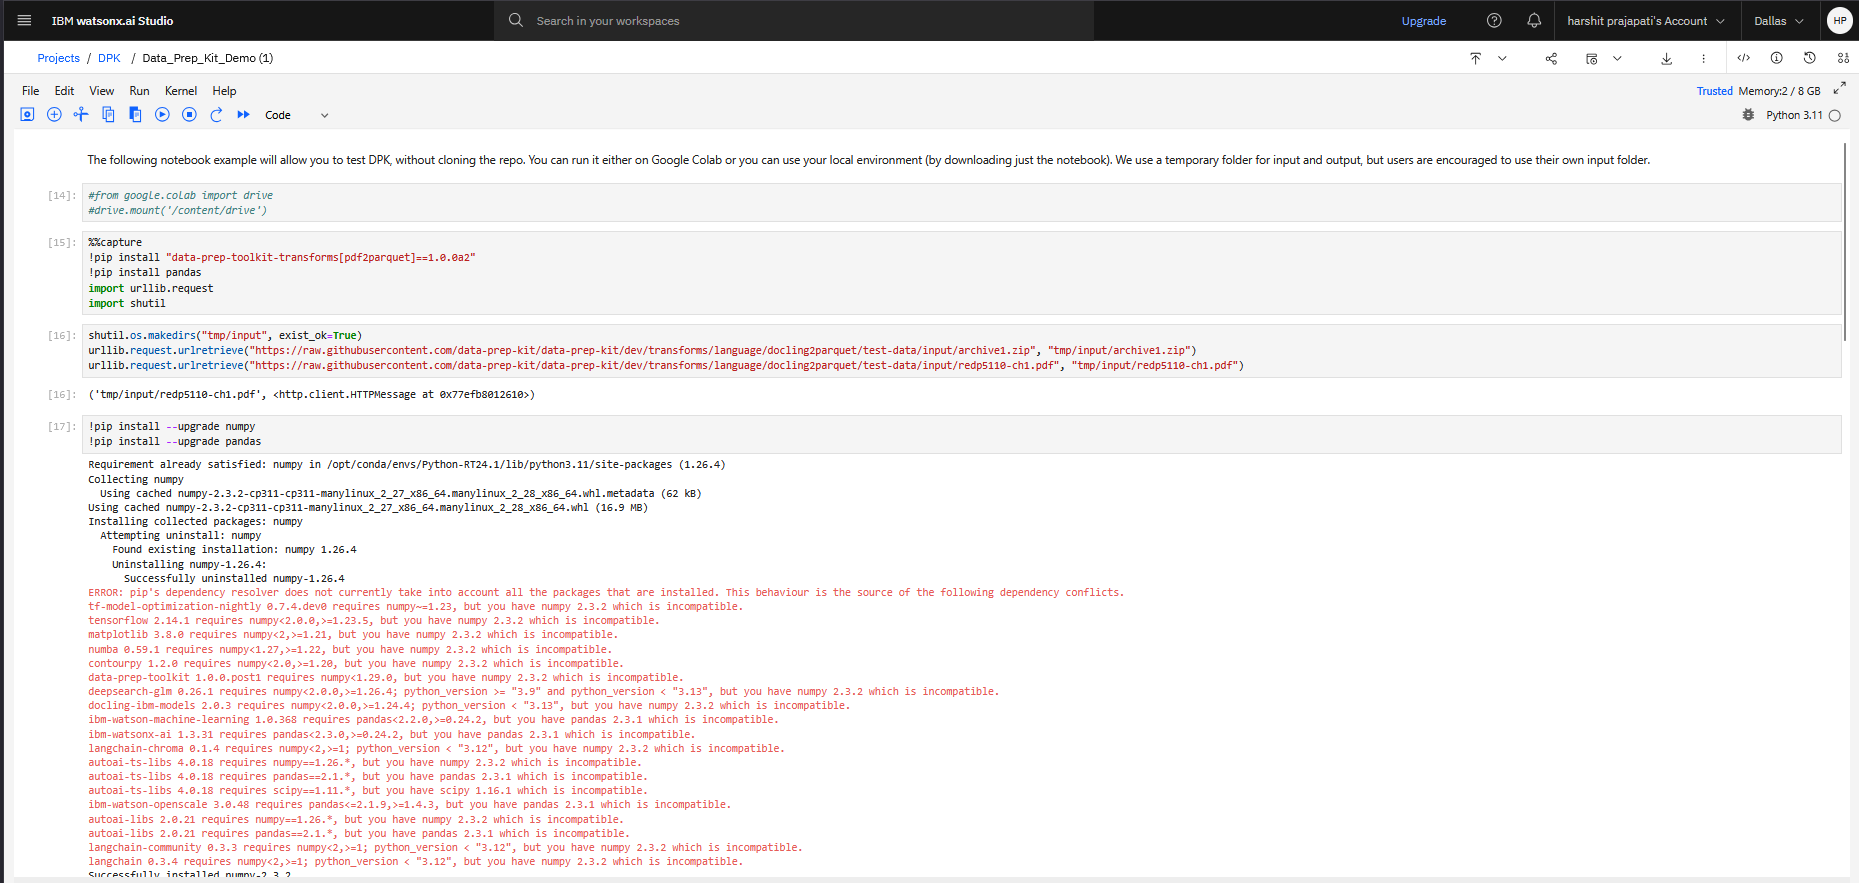 IBM watsonx.ai Studio
Search in your workspaces
Upgrade
harshit prajapati's Account
Dallas
HP
Projects / DPK / Data_Prep_Kit_Demo (1)
File Edit View Run Kernel Help
Trusted Memory:2 / 8 GB
Code
Python 3.11
The following notebook example will allow you to test DPK, without cloning the repo. You can run it either on Google Colab or you can use your local environment (by downloading just the notebook). We use a temporary folder for input and output, but users are encouraged to use their own input folder.
[14]: #from google.colab import drive
#drive.mount('/content/drive')
[15]: %%capture
!pip install "data-prep-toolkit-transforms[pdf2parquet]==1.0.0a2"
!pip install pandas
import urllib.request
import shutil
[16]: shutil.os.makedirs("tmp/input", exist_ok=True)
urllib.request.urlretrieve("https://raw.githubusercontent.com/data-prep-kit/data-prep-kit/dev/transforms/language/docling2parquet/test-data/input/archive1.zip", "tmp/input/archive1.zip")
urllib.request.urlretrieve("https://raw.githubusercontent.com/data-prep-kit/data-prep-kit/dev/transforms/language/docling2parquet/test-data/input/redp5110-ch1.pdf", "tmp/input/redp5110-ch1.pdf")
[16]: ('tmp/input/redp5110-ch1.pdf', <http.client.HTTPMessage at 0x77efb8012610>)
[17]: !pip install --upgrade numpy
!pip install --upgrade pandas
Requirement already satisfied: numpy in /opt/conda/envs/Python-RT24.1/lib/python3.11/site-packages (1.26.4)
Collecting numpy
Using cached numpy-2.3.2-cp311-cp311-manylinux_2_27_x86_64.manylinux_2_28_x86_64.whl.metadata (62 kB)
Using cached numpy-2.3.2-cp311-cp311-manylinux_2_27_x86_64.manylinux_2_28_x86_64.whl (16.9 MB)
Installing collected packages: numpy
Attempting uninstall: numpy
Found existing installation: numpy 1.26.4
Uninstalling numpy-1.26.4:
Successfully uninstalled numpy-1.26.4
ERROR: pip's dependency resolver does not currently take into account all the packages that are installed. This behaviour is the source of the following dependency conflicts.
tf-model-optimization-nightly 0.7.4.dev0 requires numpy~=1.23, but you have numpy 2.3.2 which is incompatible.
tensorflow 2.14.1 requires numpy<2.0.0,>=1.23.5, but you have numpy 2.3.2 which is incompatible.
matplotlib 3.8.0 requires numpy<2,>=1.21, but you have numpy 2.3.2 which is incompatible.
numba 0.59.1 requires numpy<1.27,>=1.22, but you have numpy 2.3.2 which is incompatible.
contourpy 1.2.0 requires numpy<2.0,>=1.20, but you have numpy 2.3.2 which is incompatible.
data-prep-toolkit 1.0.0.post1 requires numpy<1.29.0, but you have numpy 2.3.2 which is incompatible.
deepsearch-glm 0.26.1 requires numpy<2.0.0,>=1.26.4; python_version >= "3.9" and python_version < "3.13", but you have numpy 2.3.2 which is incompatible.
docling-ibm-models 2.0.3 requires numpy<2.0.0,>=1.24.4; python_version < "3.13", but you have numpy 2.3.2 which is incompatible.
ibm-watson-machine-learning 1.0.368 requires pandas<2.2.0,>=0.24.2, but you have pandas 2.3.1 which is incompatible.
ibm-watsonx-ai 1.3.31 requires pandas<2.3.0,>=0.24.2, but you have pandas 2.3.1 which is incompatible.
langchain-chroma 0.1.4 requires numpy<2,>=1; python_version < "3.12", but you have numpy 2.3.2 which is incompatible.
autoai-ts-libs 4.0.18 requires numpy==1.26.*, but you have numpy 2.3.2 which is incompatible.
autoai-ts-libs 4.0.18 requires pandas==2.1.*, but you have pandas 2.3.1 which is incompatible.
autoai-ts-libs 4.0.18 requires scipy==1.11.*, but you have scipy 1.16.1 which is incompatible.
ibm-watson-openscale 3.0.48 requires pandas<=2.1.9,>=1.4.3, but you have pandas 2.3.1 which is incompatible.
autoai-libs 2.0.21 requires numpy==1.26.*, but you have numpy 2.3.2 which is incompatible.
autoai-libs 2.0.21 requires pandas==2.1.*, but you have pandas 2.3.1 which is incompatible.
langchain-community 0.3.3 requires numpy<2,>=1; python_version < "3.12", but you have numpy 2.3.2 which is incompatible.
langchain 0.3.4 requires numpy<2,>=1; python_version < "3.12", but you have numpy 2.3.2 which is incompatible.
Successfully installed numpy-2.3.2